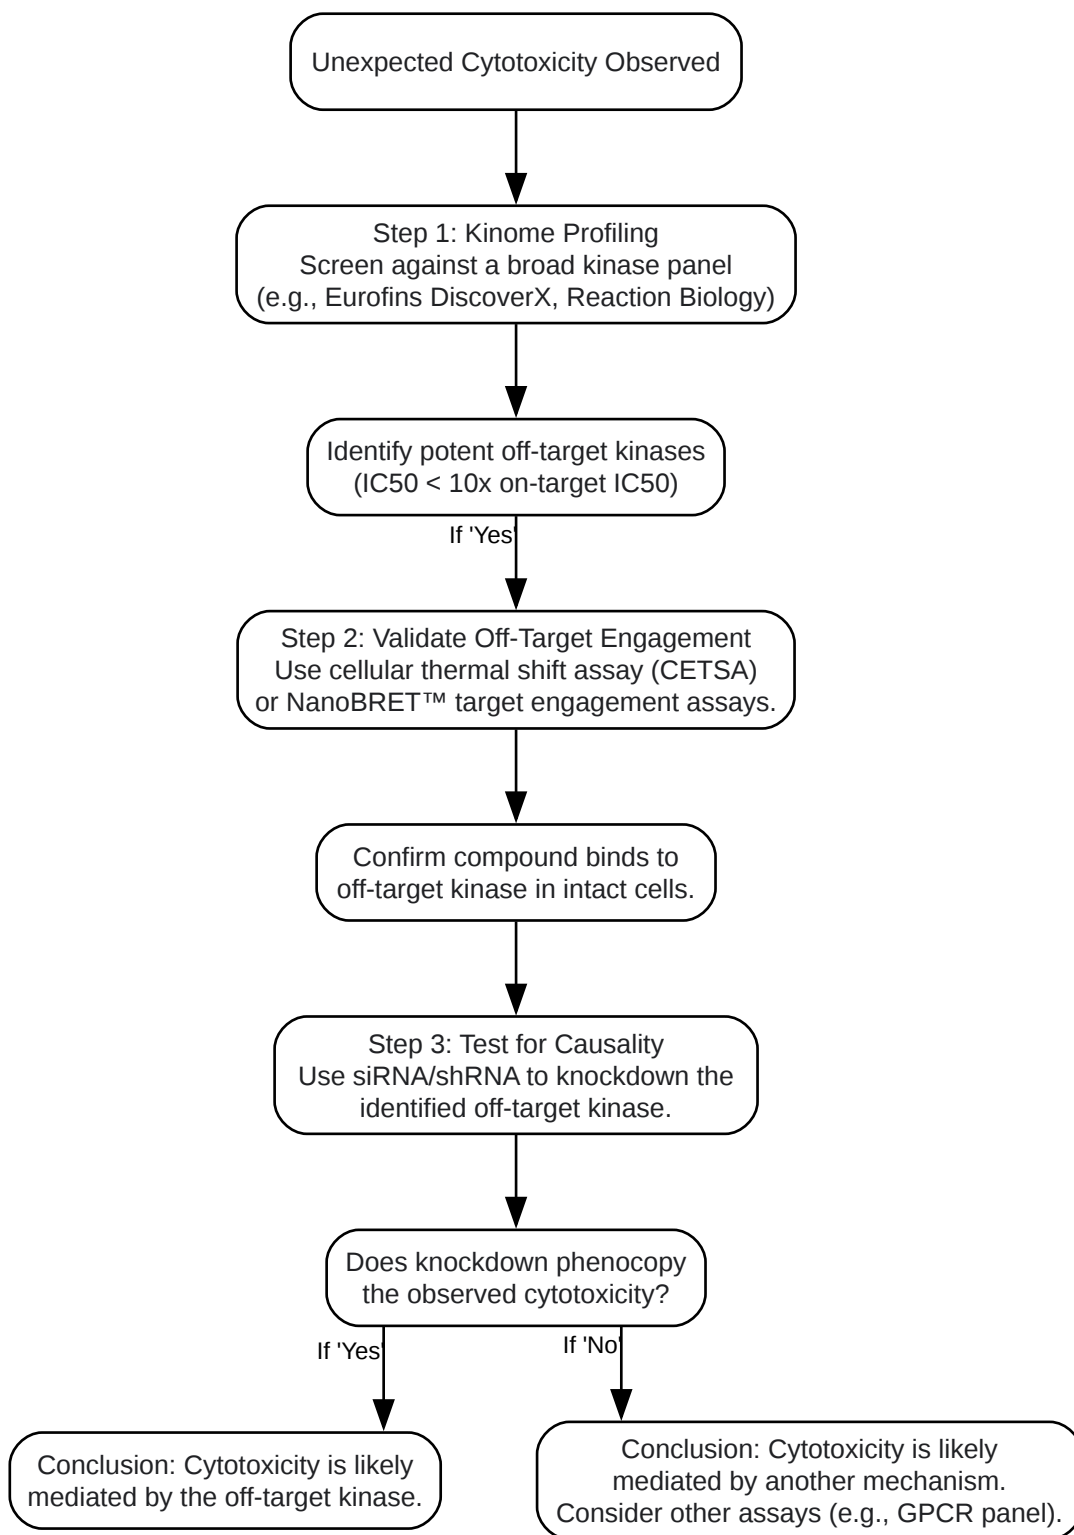 Unexpected Cytotoxicity Observed
Step 1: Kinome Profiling
Screen against a broad kinase panel
(e.g., Eurofins DiscoverX, Reaction Biology)
Identify potent off-target kinases
(IC50 < 10x on-target IC50)
If 'Yes'
Step 2: Validate Off-Target Engagement
Use cellular thermal shift assay (CETSA)
or NanoBRET™ target engagement assays.
Confirm compound binds to
off-target kinase in intact cells.
Step 3: Test for Causality
Use siRNA/shRNA to knockdown the
identified off-target kinase.
Does knockdown phenocopy
the observed cytotoxicity?
If 'Yes'
If 'No'
Conclusion: Cytotoxicity is likely
mediated by the off-target kinase.
Conclusion: Cytotoxicity is likely
mediated by another mechanism.
Consider other assays (e.g., GPCR panel).